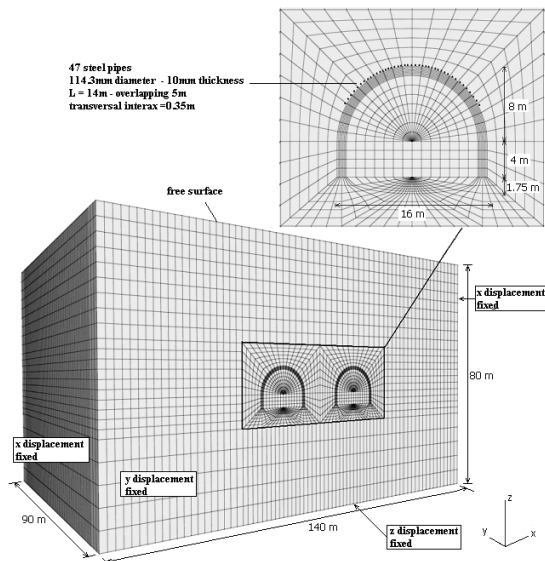 47 steel pipes
114.3mm diameter - 10mm thickness
L = 14m - overlapping 5m
transversal interax =0.35m
8 m
4 m
1.75 m
16 m
free surface
x displacement
fixed
80 m
x displacement
fixed
y displacement
fixed
90 m
140 m
z displacement
fixed
z
y
x